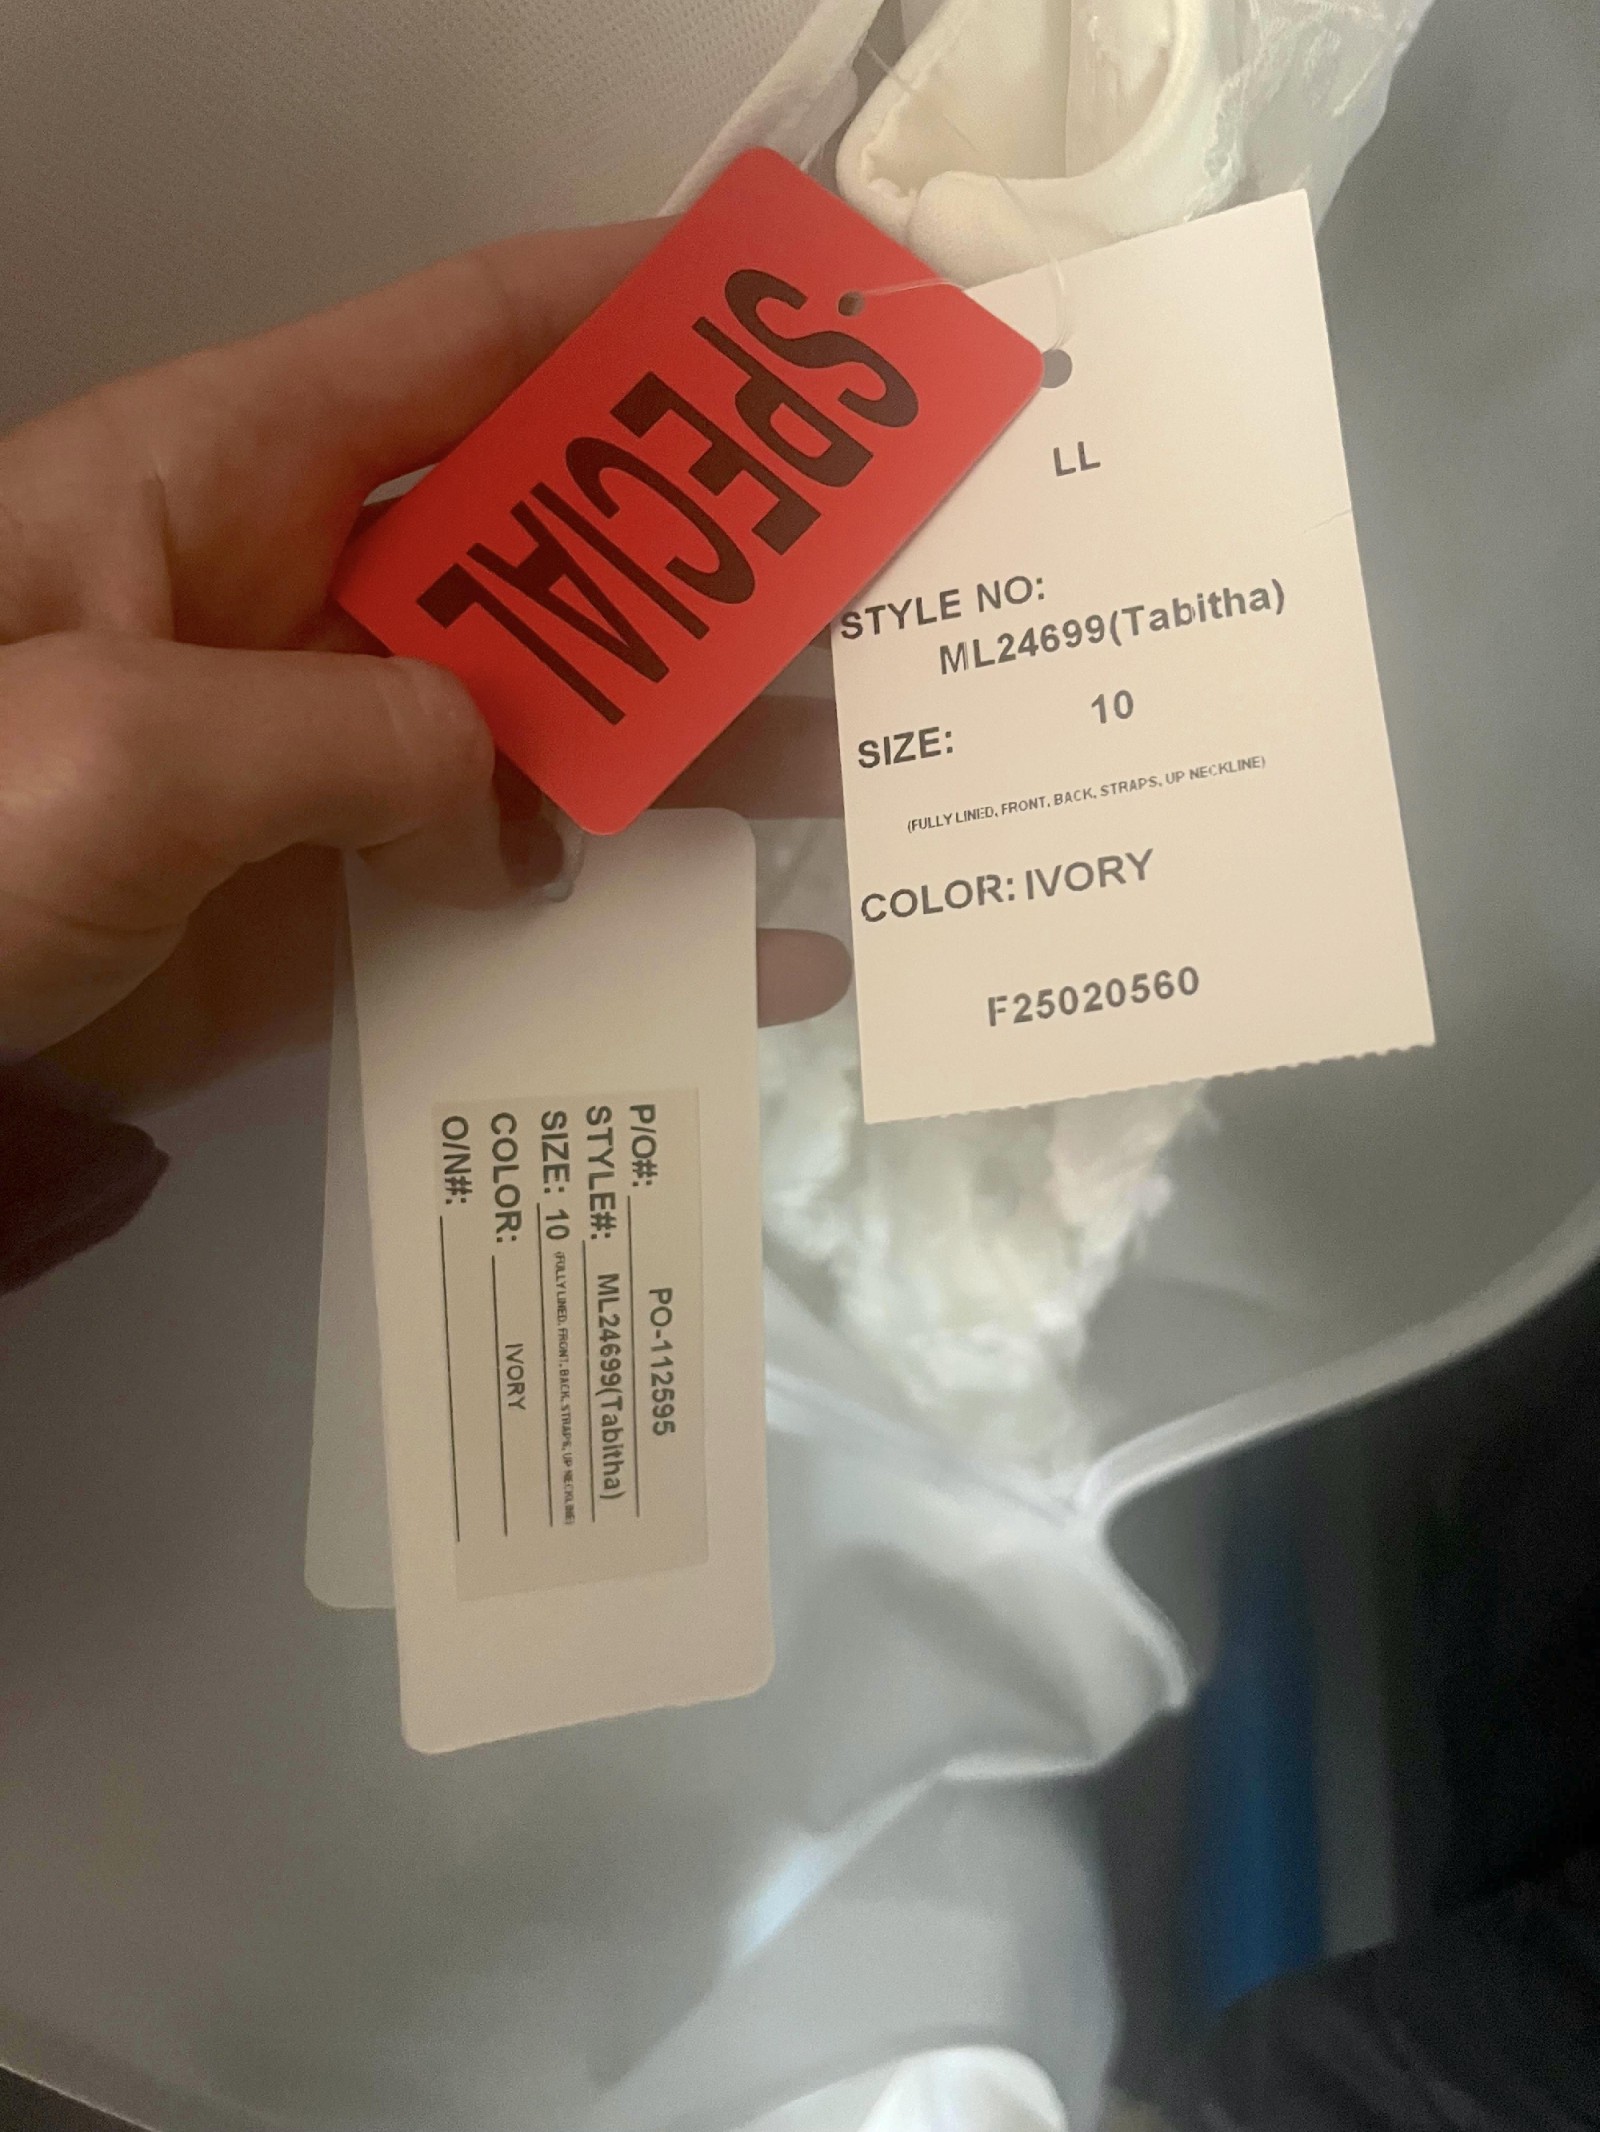 SPECIAL
LL
STYLE NO:
ML24699(Tabitha)
SIZE: 10
(FULLY LINED, FRONT, BACK, STRAPS, UP NECKLINE)
COLOR: IVORY
F25020560
P/O#: PO-112595
STYLE#: ML24699(Tabitha)
SIZE: 10 (FULLY LINED, FRONT, BACK, STRAPS, UP NECKLINE)
COLOR: IVORY
O/N#: